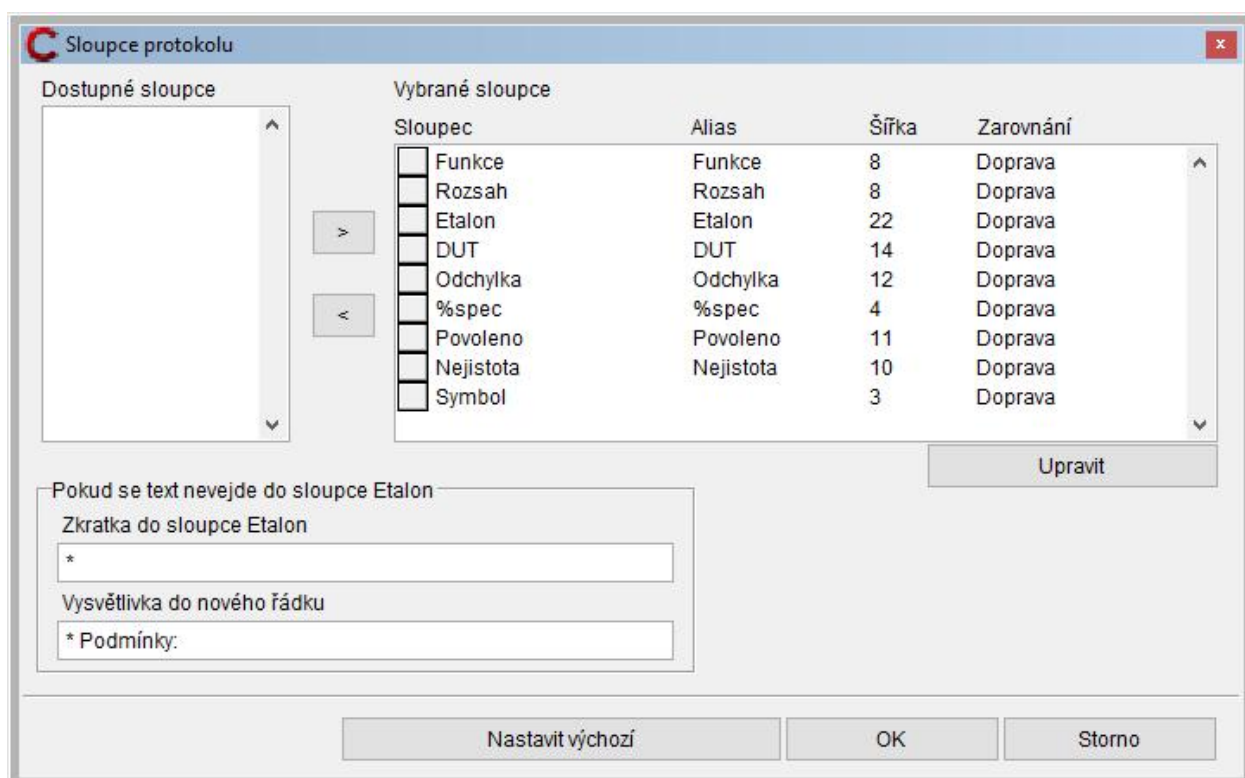 Sloupce protokolu
Dostupné sloupce
Vybrané sloupce
Sloupec Alias Šířka Zarovnání
Funkce Funkce 8 Doprava
Rozsah Rozsah 8 Doprava
Etalon Etalon 22 Doprava
DUT DUT 14 Doprava
Odchylka Odchylka 12 Doprava
%spec %spec 4 Doprava
Povoleno Povoleno 11 Doprava
Nejistota Nejistota 10 Doprava
Symbol 3 Doprava
>
<
Upravit
Pokud se text nevejde do sloupce Etalon
Zkratka do sloupce Etalon
*
Vysvětlivka do nového řádku
* Podmínky:
Nastavit výchozí OK Storno